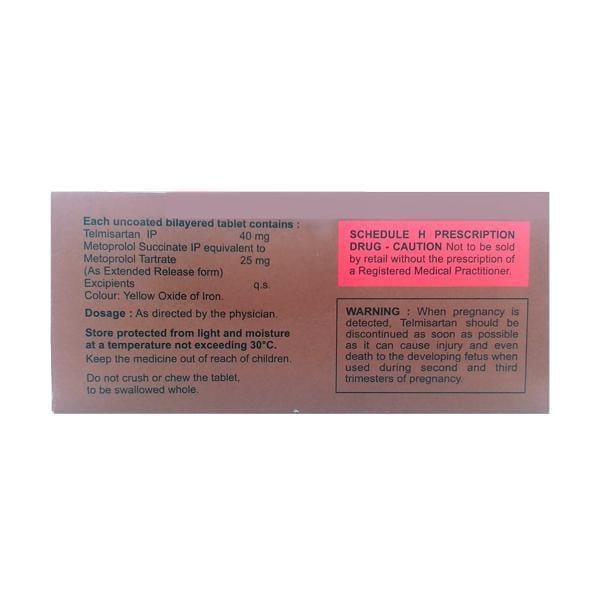 Each uncoated bilayered tablet contains :
Telmisartan IP 40 mg
Metoprolol Succinate IP equivalent to
Metoprolol Tartrate 25 mg
(As Extended Release form)
Excipients q.s.
Colour: Yellow Oxide of Iron.
Dosage : As directed by the physician.
Store protected from light and moisture
at a temperature not exceeding 30°C.
Keep the medicine out of reach of children.
Do not crush or chew the tablet,
to be swallowed whole.
SCHEDULE H PRESCRIPTION
DRUG - CAUTION Not to be sold
by retail without the prescription of
a Registered Medical Practitioner.
WARNING : When pregnancy is
detected, Telmisartan should be
discontinued as soon as possible
as it can cause injury and even
death to the developing fetus when
used during second and third
trimesters of pregnancy.